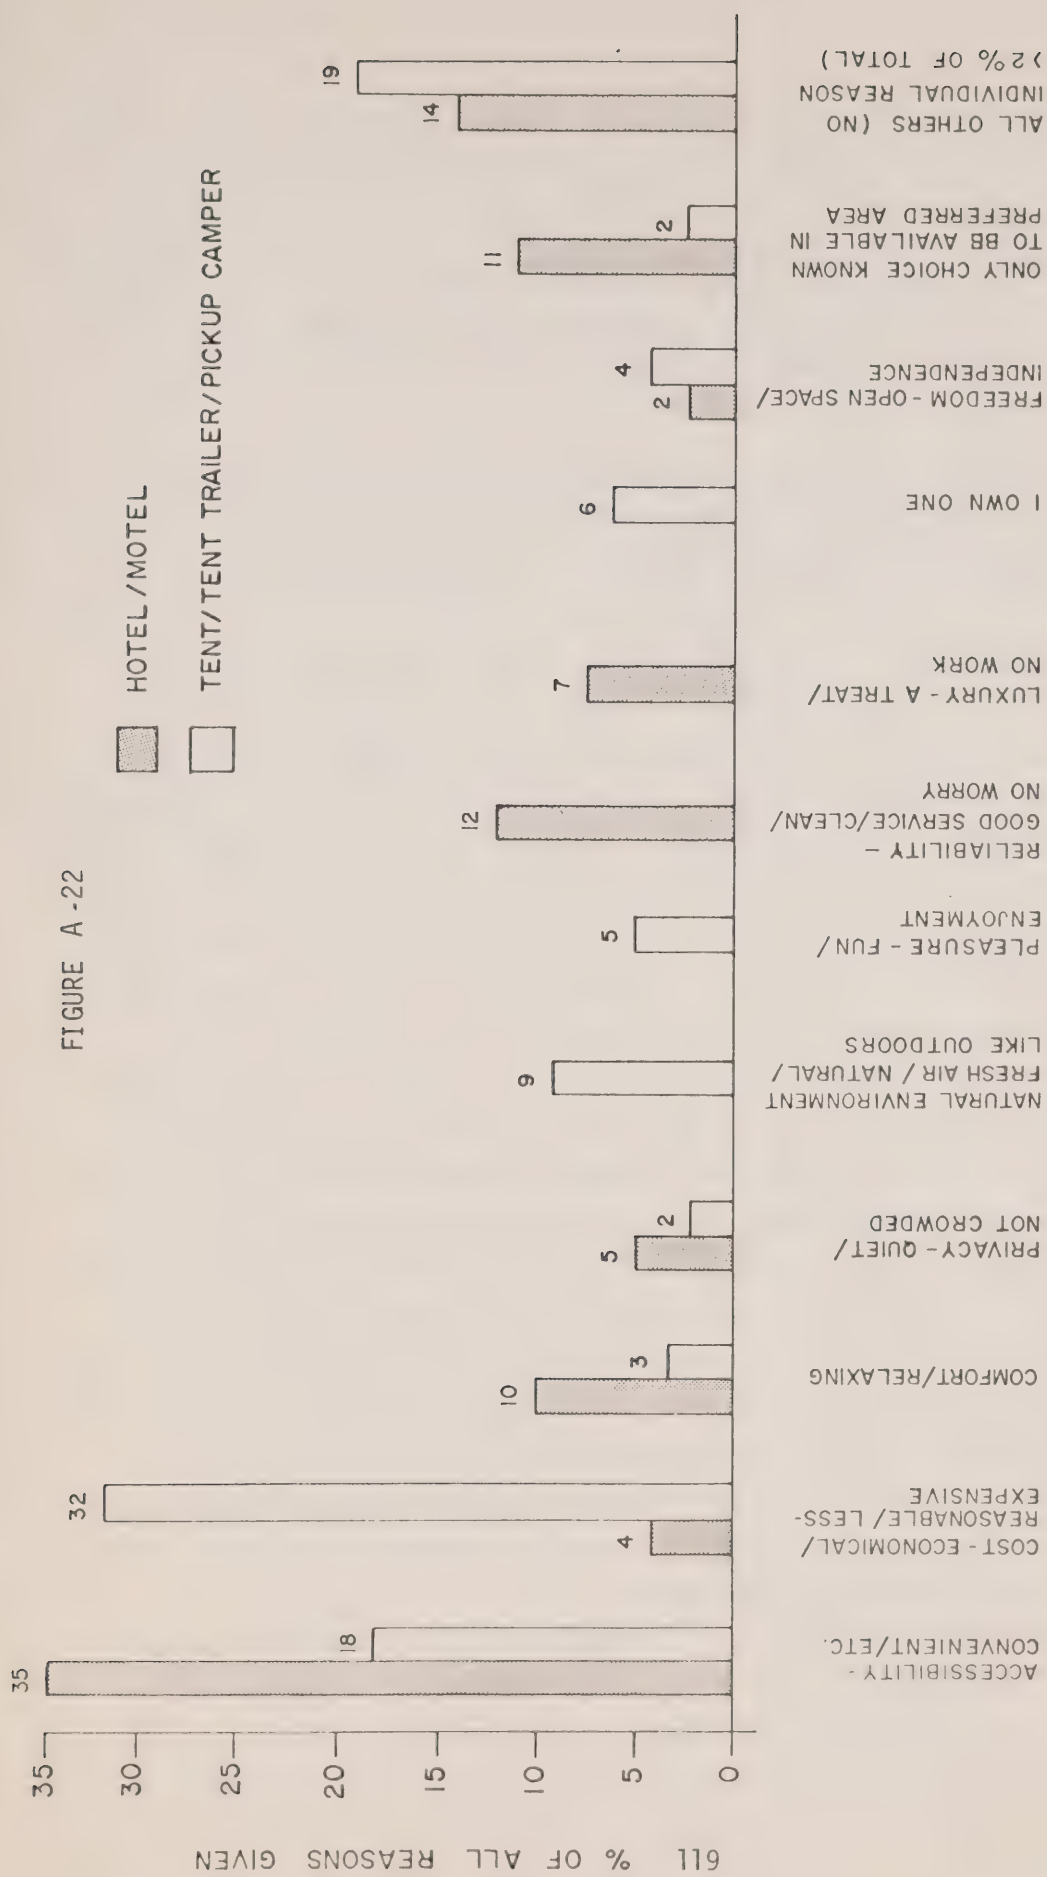 FIGURE A-22
HOTEL/MOTEL
TENT/TENT TRAILER/PICKUP CAMPER
611 % OF ALL REASONS GIVEN
35
30
25
20
15
10
5
0
35
18
4
32
10
3
5
2
9
5
12
7
6
2
4
11
2
14
19
ACCESSIBILITY -
CONVENIENT/ETC.
COST - ECONOMICAL/
REASONABLE/LESS-
EXPENSIVE
COMFORT/RELAXING
PRIVACY - QUIET/
NOT CROWDED
NATURAL ENVIRONMENT
FRESH AIR / NATURAL/
LIKE OUTDOORS
PLEASURE - FUN/
ENJOYMENT
RELIABILITY -
GOOD SERVICE/CLEAN/
NO WORRY
LUXURY - A TREAT/
NO WORK
I OWN ONE
FREEDOM - OPEN SPACE/
INDEPENDENCE
ONLY CHOICE KNOWN
TO BB AVAILABLE IN
PREFERRED AREA
ALL OTHERS (NO
INDIVIDUAL REASON
>2% OF TOTAL)